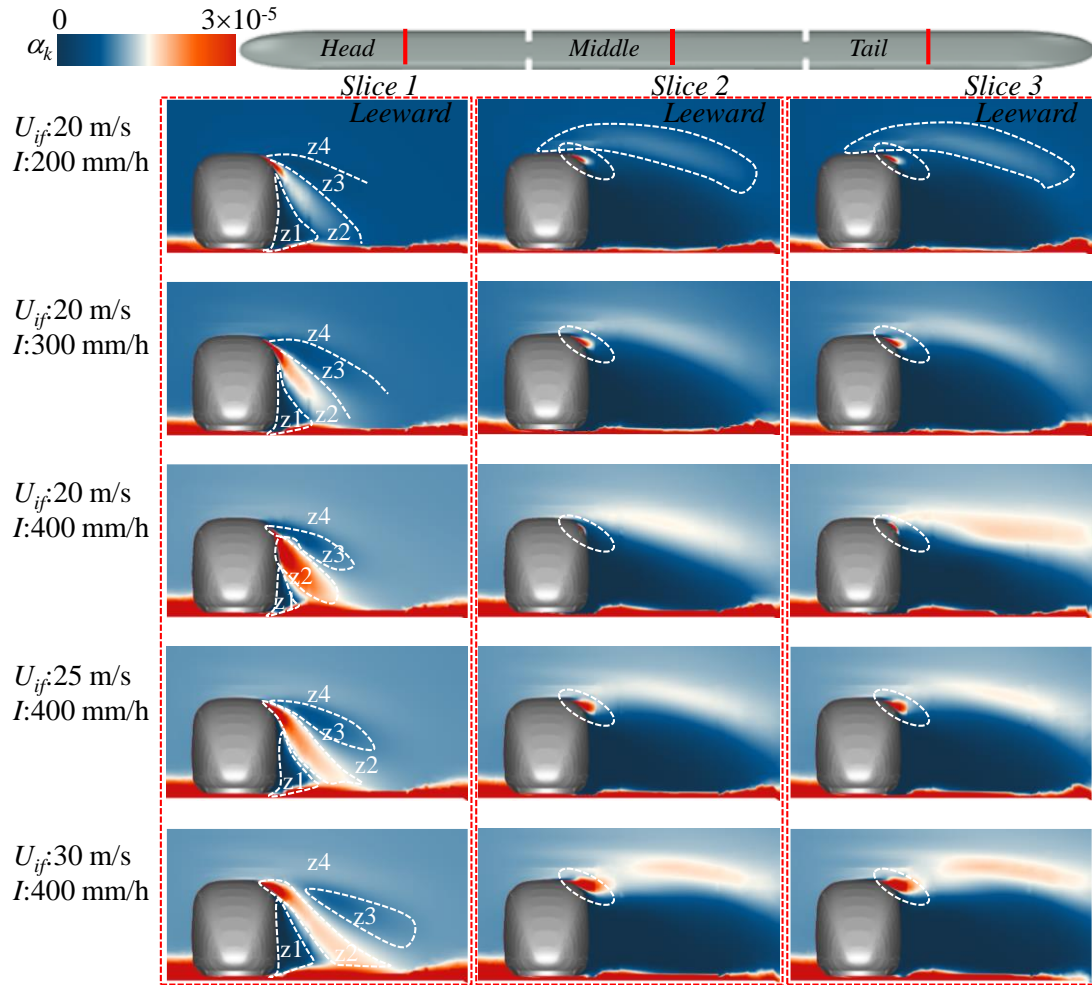 0 3×10⁻⁵
αₖ
Head Middle Tail
Slice 1 Slice 2 Slice 3
Leeward Leeward Leeward
U_if:20 m/s
I:200 mm/h
z4
z3
z1 z2
U_if:20 m/s
I:300 mm/h
z4
z3
z1 z2
U_if:20 m/s
I:400 mm/h
z4
z3
z2
z1
U_if:25 m/s
I:400 mm/h
z4
z3
z2
z1
U_if:30 m/s
I:400 mm/h
z4
z3
z1 z2